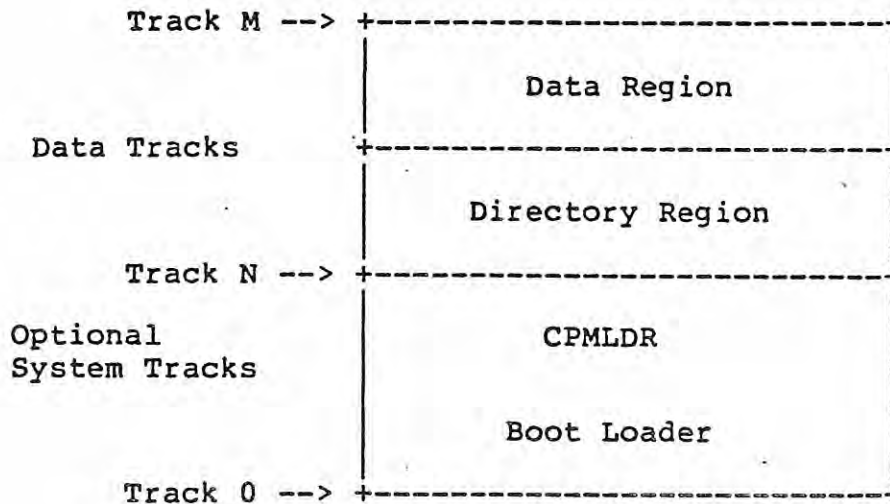 Track M --> +------------------------------
Data Region
Data Tracks +------------------------------
Directory Region
Track N --> +------------------------------
Optional CPMLDR
System Tracks
Boot Loader
Track 0 --> +------------------------------